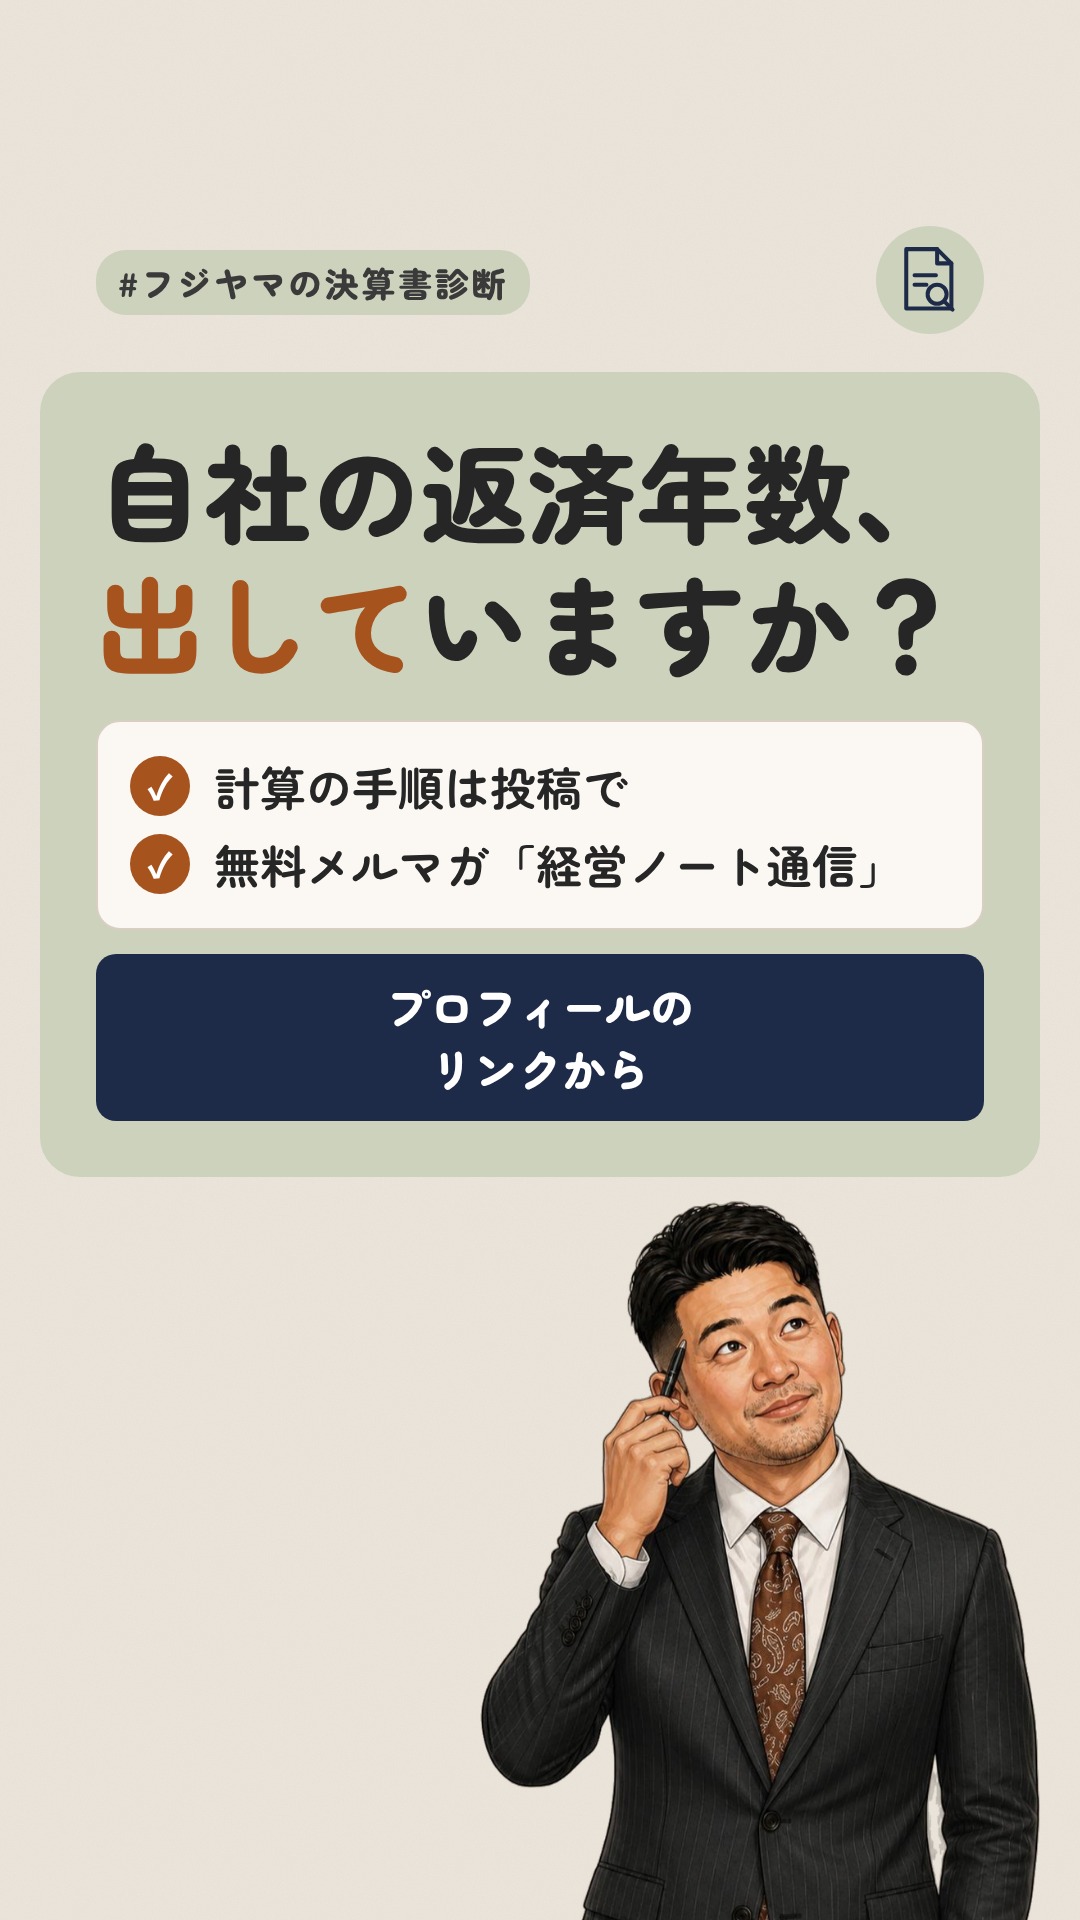 #フジヤマの決算書診断
自社の返済年数、
出していますか？
計算の手順は投稿で
無料メルマガ「経営ノート通信」
プロフィールの
リンクから